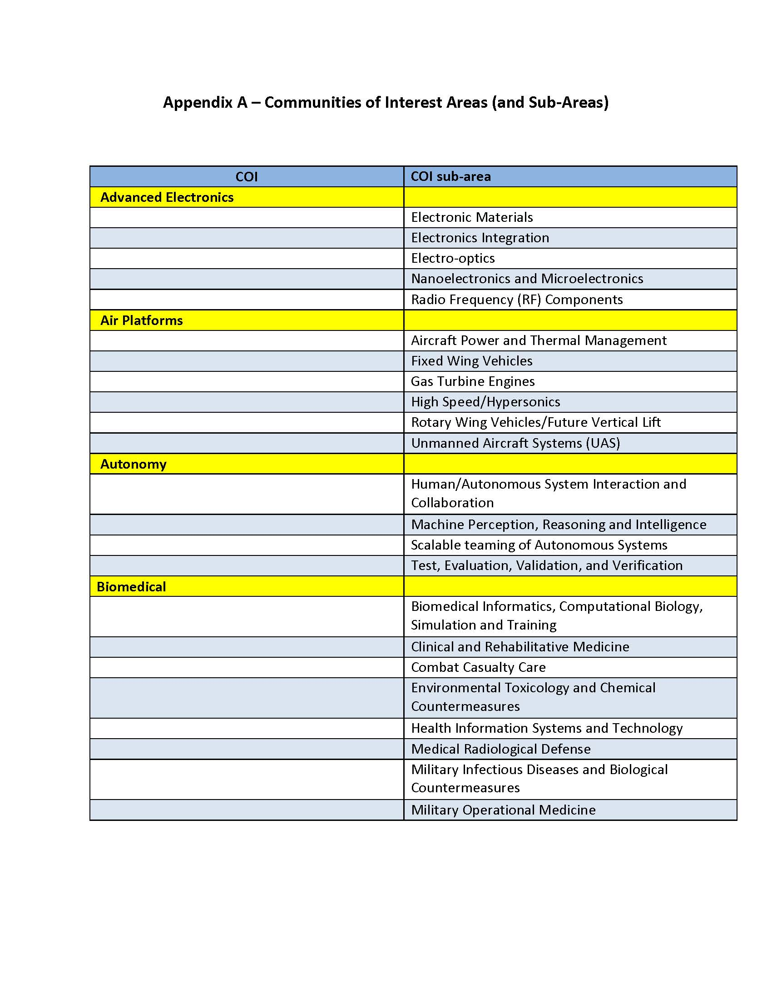 Appendix A – Communities of Interest Areas (and Sub-Areas)
COI
COI sub-area
Advanced Electronics
Electronic Materials
Electronics Integration
Electro-optics
Nanoelectronics and Microelectronics
Radio Frequency (RF) Components
Air Platforms
Aircraft Power and Thermal Management
Fixed Wing Vehicles
Gas Turbine Engines
High Speed/Hypersonics
Rotary Wing Vehicles/Future Vertical Lift
Unmanned Aircraft Systems (UAS)
Autonomy
Human/Autonomous System Interaction and
Collaboration
Machine Perception, Reasoning and Intelligence
Scalable teaming of Autonomous Systems
Test, Evaluation, Validation, and Verification
Biomedical
Biomedical Informatics, Computational Biology,
Simulation and Training
Clinical and Rehabilitative Medicine
Combat Casualty Care
Environmental Toxicology and Chemical
Countermeasures
Health Information Systems and Technology
Medical Radiological Defense
Military Infectious Diseases and Biological
Countermeasures
Military Operational Medicine